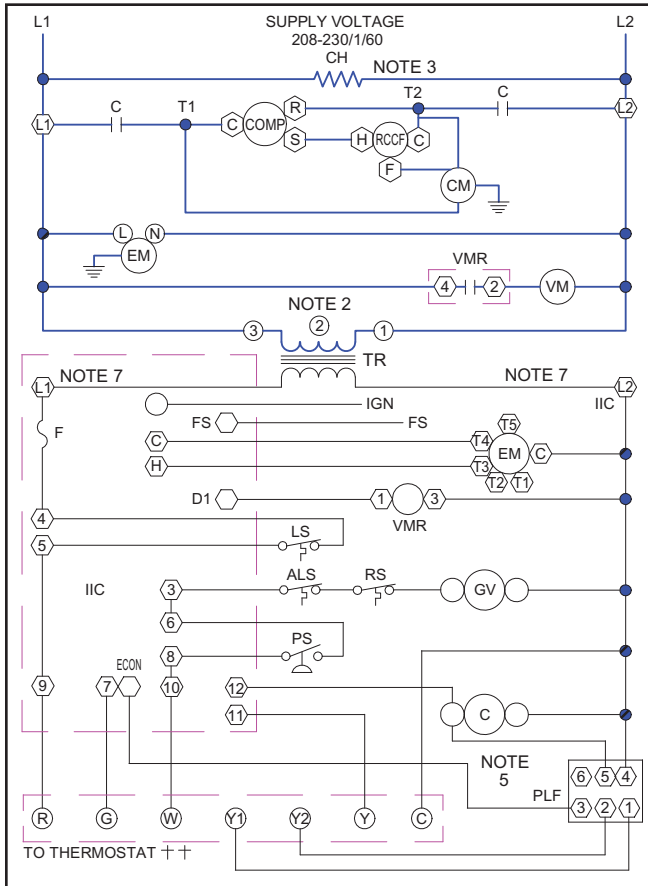 L1 SUPPLY VOLTAGE L2
208-230/1/60
CH
NOTE 3
C T1 T2 C
R
L1 C COMP L2
S H RCCF C
F
CM
L N
EM
VMR
4 2 VM
NOTE 2
3 2 1
TR
L1 NOTE 7 NOTE 7 L2
IGN IIC
F FS FS
T5
C T4 EM C
H T3
T2 T1
D1 1 3
VMR
4
5 LS
IIC 3 ALS RS GV
6
8 PS
ECON
9 7 10 12
11 C
NOTE
5
6 5 4
PLF
3 2 1
R G W Y1 Y2 Y C
TO THERMOSTAT ††